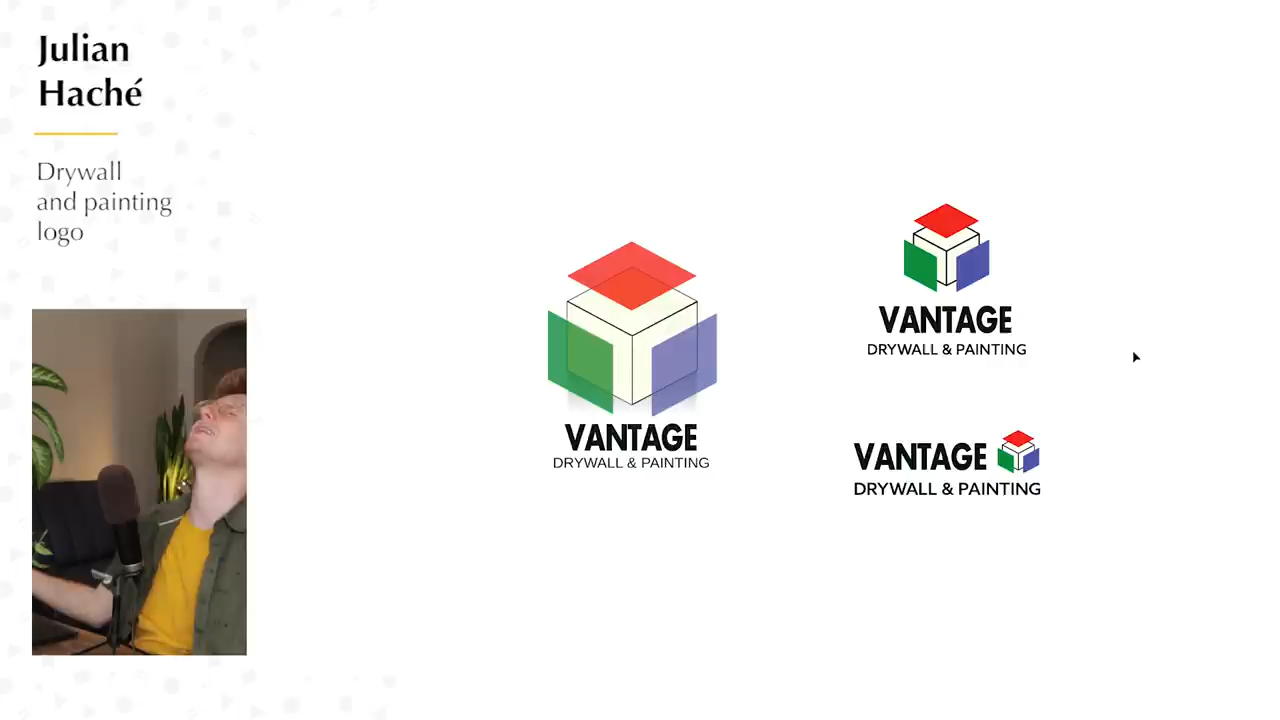 Julian
Haché
Drywall
and painting
logo
VANTAGE
DRYWALL & PAINTING
VANTAGE
DRYWALL & PAINTING
VANTAGE
DRYWALL & PAINTING